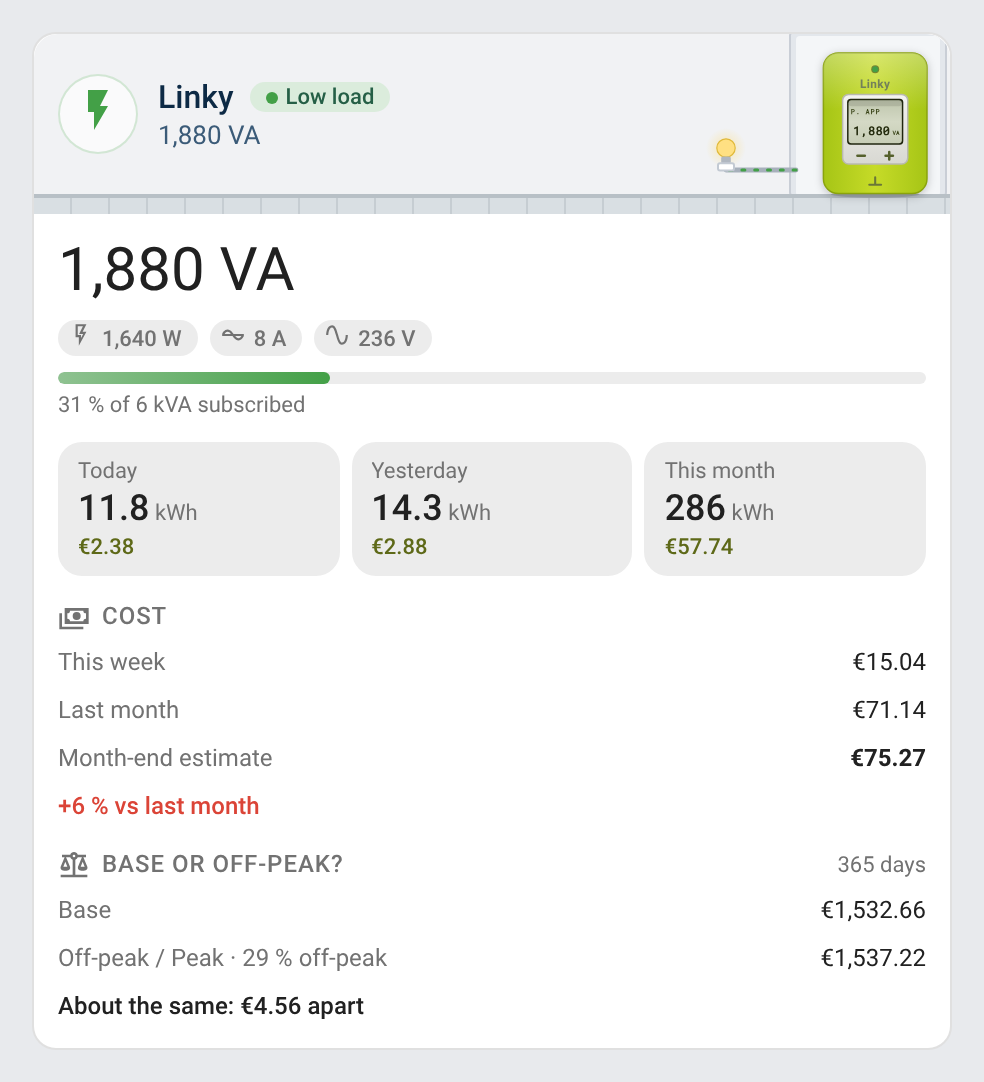 Linky
Low load
1,880 VA
Linky
P. APP
1,880 VA
− +
1,880 VA
1,640 W
8 A
236 V
31 % of 6 kVA subscribed
Today
11.8 kWh
€2.38
Yesterday
14.3 kWh
€2.88
This month
286 kWh
€57.74
COST
This week €15.04
Last month €71.14
Month-end estimate €75.27
+6 % vs last month
BASE OR OFF-PEAK? 365 days
Base €1,532.66
Off-peak / Peak · 29 % off-peak €1,537.22
About the same: €4.56 apart